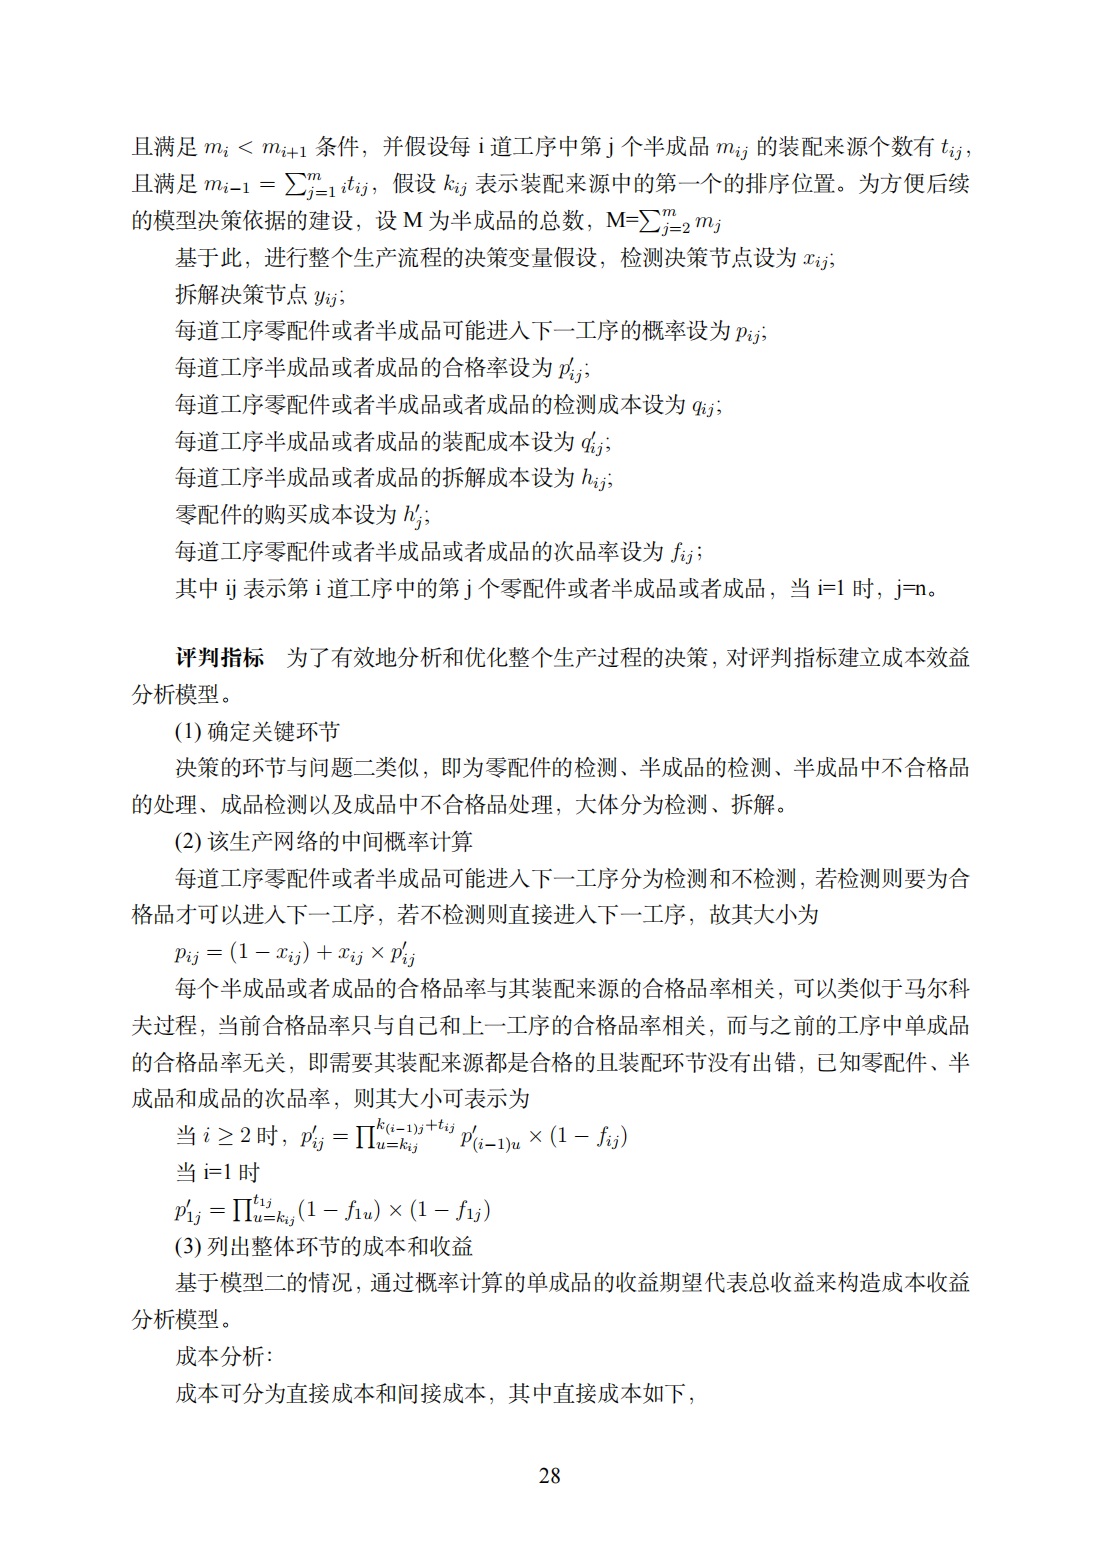 且满足 m_i < m_{i+1} 条件，并假设每 i 道工序中第 j 个半成品 m_{ij} 的装配来源个数有 t_{ij}，
且满足 m_{i−1} = ∑_{j=1}^{m} {}_i t_{ij}，假设 k_{ij} 表示装配来源中的第一个的排序位置。为方便后续
的模型决策依据的建设，设 M 为半成品的总数，M=∑_{j=2}^{m} m_j
基于此，进行整个生产流程的决策变量假设，检测决策节点设为 x_{ij};
拆解决策节点 y_{ij};
每道工序零配件或者半成品可能进入下一工序的概率设为 p_{ij};
每道工序半成品或者成品的合格率设为 p′_{ij};
每道工序零配件或者半成品或者成品的检测成本设为 q_{ij};
每道工序半成品或者成品的装配成本设为 q′_{ij};
每道工序半成品或者成品的拆解成本设为 h_{ij};
零配件的购买成本设为 h′_j;
每道工序零配件或者半成品或者成品的次品率设为 f_{ij};
其中 ij 表示第 i 道工序中的第 j 个零配件或者半成品或者成品，当 i=1 时，j=n。
评判指标 为了有效地分析和优化整个生产过程的决策，对评判指标建立成本效益
分析模型。
(1) 确定关键环节
决策的环节与问题二类似，即为零配件的检测、半成品的检测、半成品中不合格品
的处理、成品检测以及成品中不合格品处理，大体分为检测、拆解。
(2) 该生产网络的中间概率计算
每道工序零配件或者半成品可能进入下一工序分为检测和不检测，若检测则要为合
格品才可以进入下一工序，若不检测则直接进入下一工序，故其大小为
p_{ij} = (1 − x_{ij}) + x_{ij} × p′_{ij}
每个半成品或者成品的合格品率与其装配来源的合格品率相关，可以类似于马尔科
夫过程，当前合格品率只与自己和上一工序的合格品率相关，而与之前的工序中单成品
的合格品率无关，即需要其装配来源都是合格的且装配环节没有出错，已知零配件、半
成品和成品的次品率，则其大小可表示为
当 i ≥ 2 时，p′_{ij} = ∏_{u=k_{ij}}^{k_{(i−1)j}+t_{ij}} p′_{(i−1)u} × (1 − f_{ij})
当 i=1 时
p′_{1j} = ∏_{u=k_{ij}}^{t_{1j}} (1 − f_{1u}) × (1 − f_{1j})
(3) 列出整体环节的成本和收益
基于模型二的情况，通过概率计算的单成品的收益期望代表总收益来构造成本收益
分析模型。
成本分析：
成本可分为直接成本和间接成本，其中直接成本如下，
28